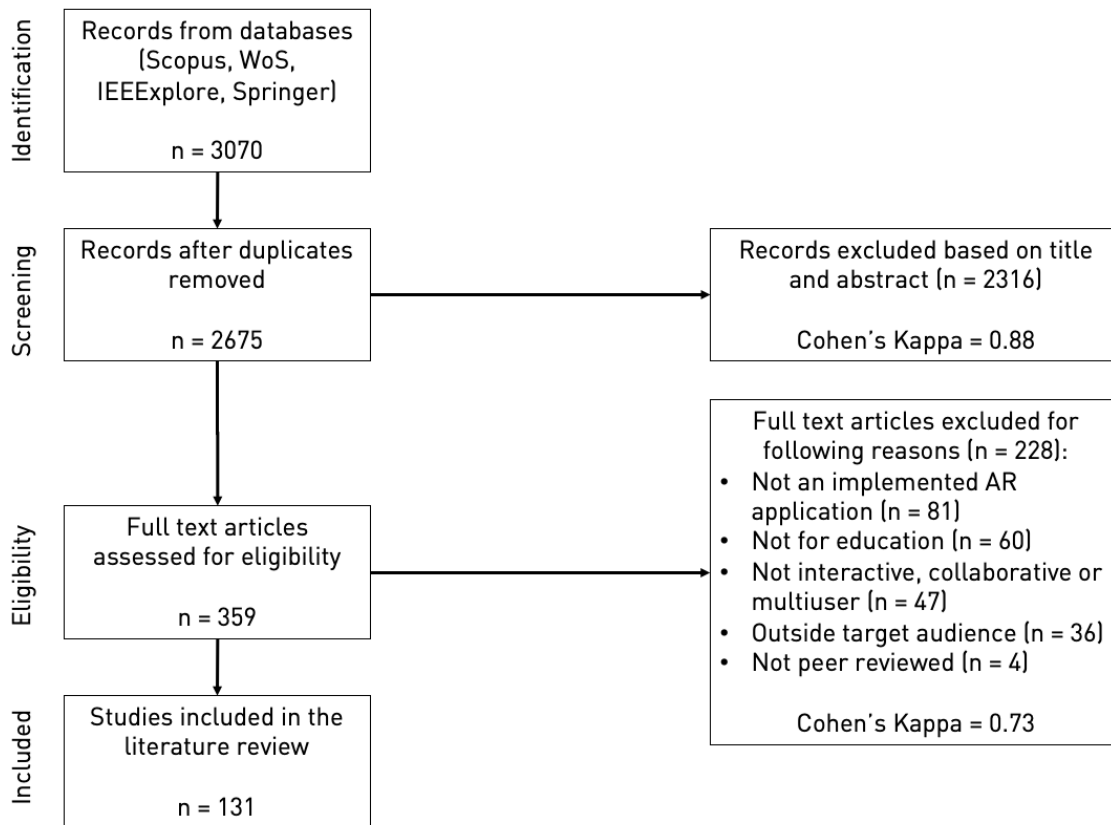 Identification
Records from databases
(Scopus, WoS,
IEEExplore, Springer)
n = 3070
Screening
Records after duplicates
removed
n = 2675
Records excluded based on title
and abstract (n = 2316)
Cohen's Kappa = 0.88
Eligibility
Full text articles
assessed for eligibility
n = 359
Full text articles excluded for
following reasons (n = 228):
• Not an implemented AR
application (n = 81)
• Not for education (n = 60)
• Not interactive, collaborative or
multiuser (n = 47)
• Outside target audience (n = 36)
• Not peer reviewed (n = 4)
Cohen's Kappa = 0.73
Included
Studies included in the
literature review
n = 131